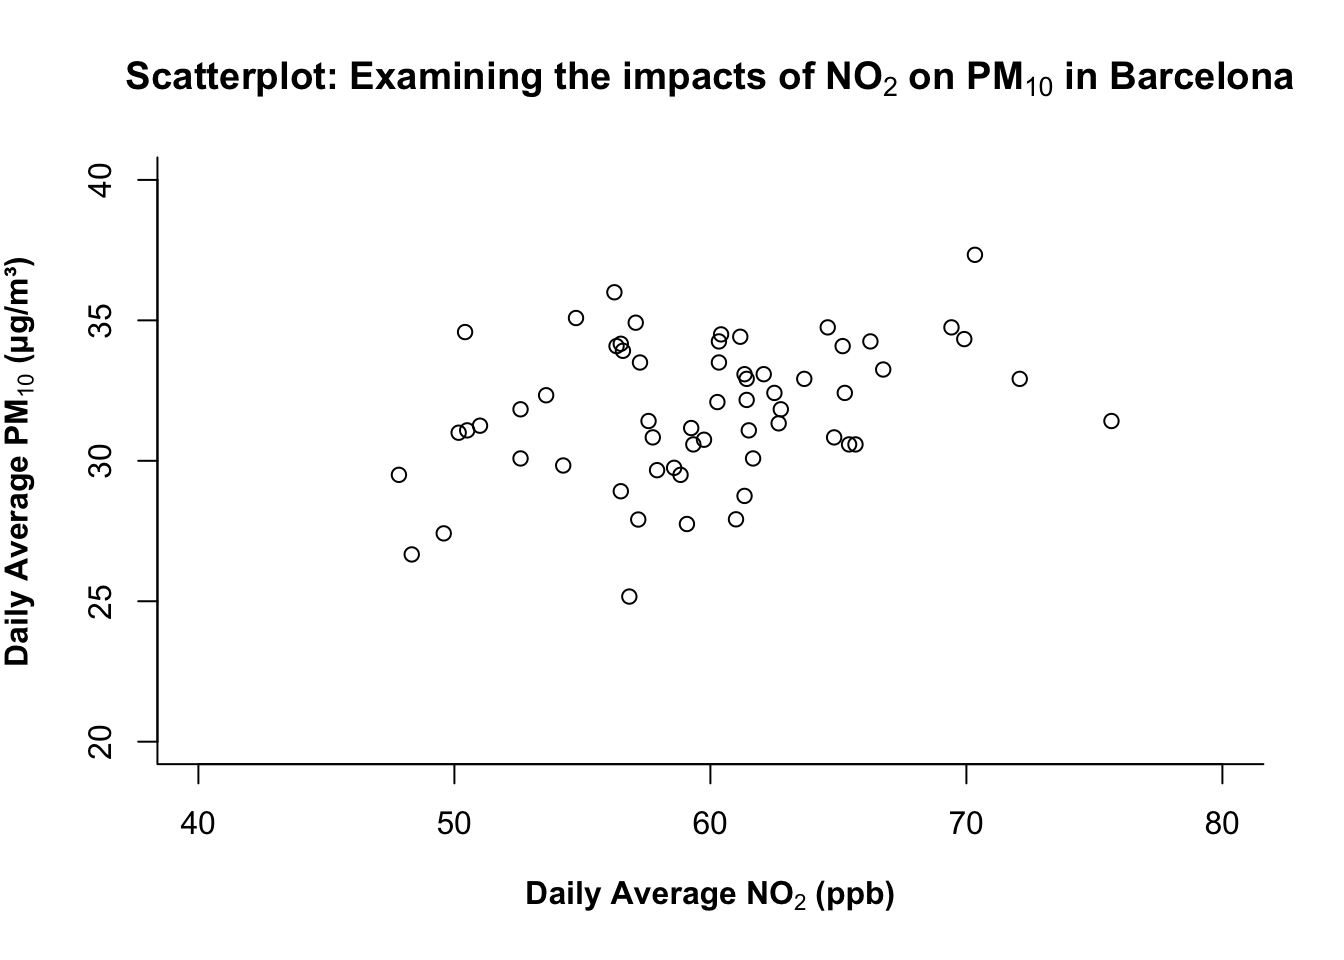 Scatterplot: Examining the impacts of NO₂ on PM₁₀ in Barcelona
Daily Average PM₁₀ (µg/m³)
40
35
30
25
20
40 50 60 70 80
Daily Average NO₂ (ppb)